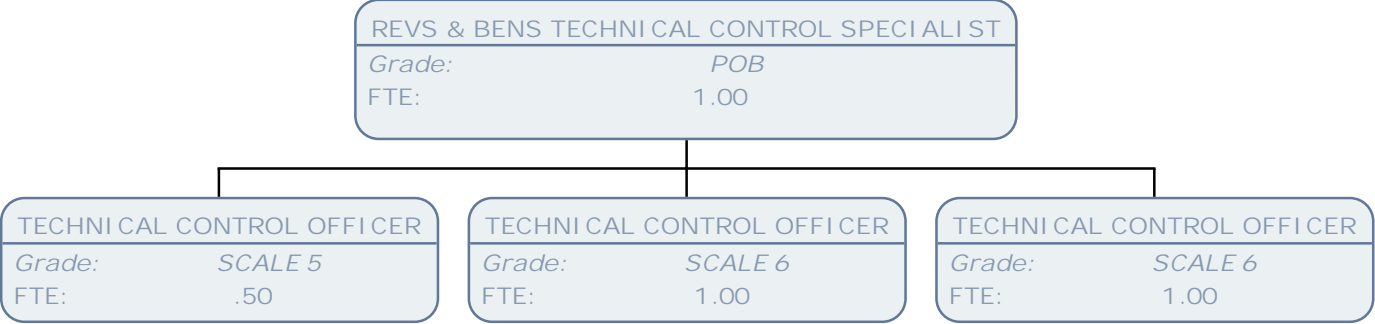 REVS & BENS TECHNICAL CONTROL SPECIALIST
Grade: POB
FTE: 1.00
TECHNICAL CONTROL OFFICER
Grade: SCALE 5
FTE: .50
TECHNICAL CONTROL OFFICER
Grade: SCALE 6
FTE: 1.00
TECHNICAL CONTROL OFFICER
Grade: SCALE 6
FTE: 1.00